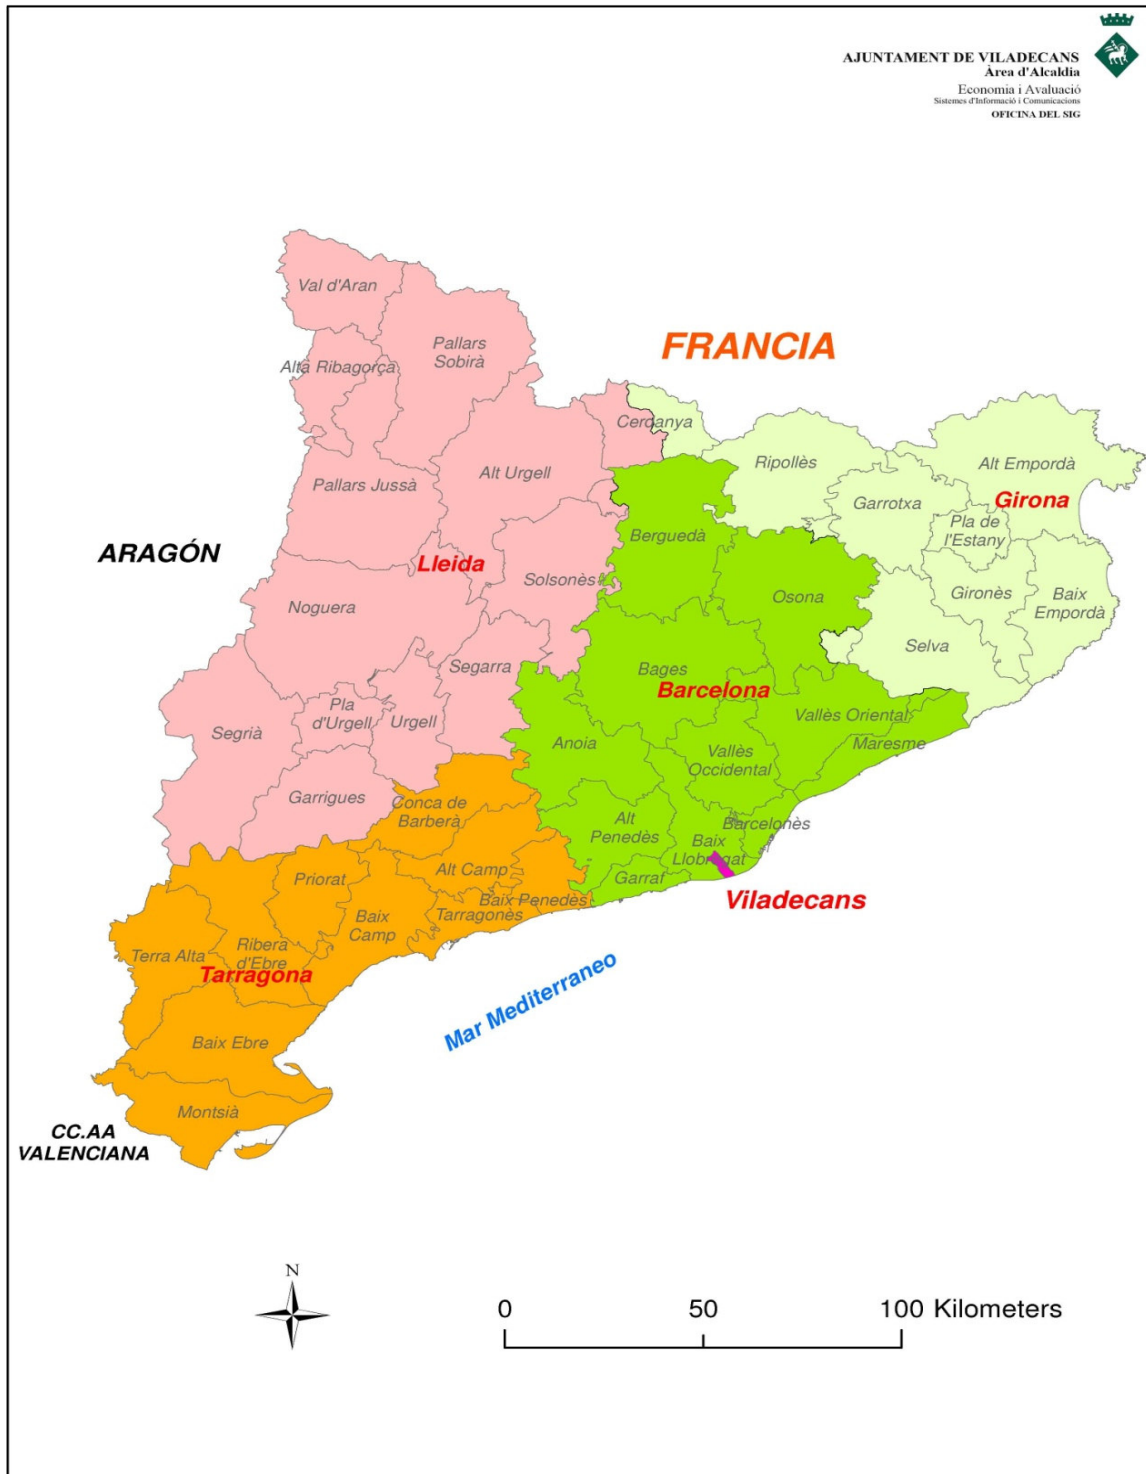 AJUNTAMENT DE VILADECANS
Àrea d'Alcaldia
Economia i Avaluació
Sistemes d'Informació i Comunicacions
OFICINA DEL SIG
Val d'Aran
FRANCIA
Pallars
Sobirà
Alta Ribagorça
Cerdanya
Ripollès
Alt Empordà
Alt Urgell
Pallars Jussà
Garrotxa
Girona
Pla de
l'Estany
Berguedà
ARAGÓN
Lleida
Solsonès
Osona
Gironès
Baix
Empordà
Noguera
Selva
Segarra
Bages
Barcelona
Pla
d'Urgell
Urgell
Vallès Oriental
Segrià
Anoia
Maresme
Vallès
Occidental
Garrigues
Conca de
Barberà
Alt
Penedès
Barcelonès
Baix
Llobregat
Alt Camp
Priorat
Garraf
Viladecans
Baix Penedès
Tarragonès
Baix
Camp
Terra Alta
Ribera
d'Ebre
Tarragona
Mar Mediterraneo
Baix Ebre
Montsià
CC.AA
VALENCIANA
N
0 50 100 Kilometers